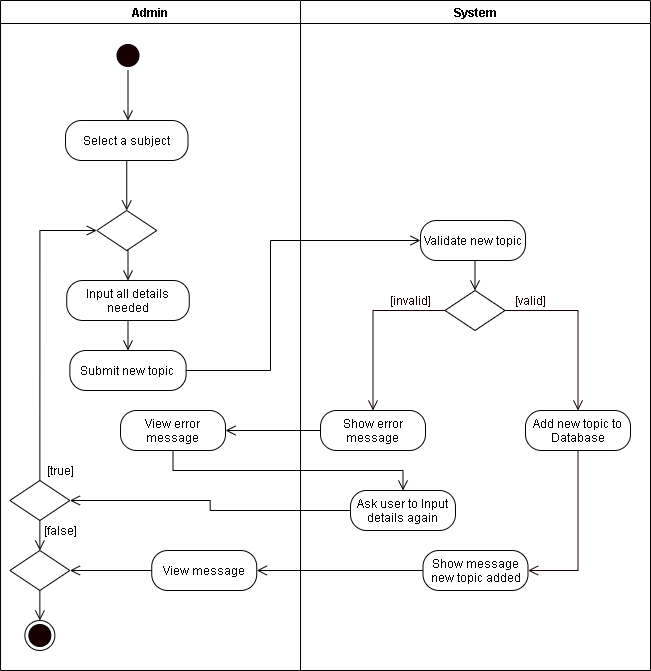 Admin
System
Select a subject
Validate new topic
Input all details
needed
[invalid]
[valid]
Submit new topic
View error
message
Show error
message
Add new topic to
Database
[true]
Ask user to Input
details again
[false]
View message
Show message
new topic added